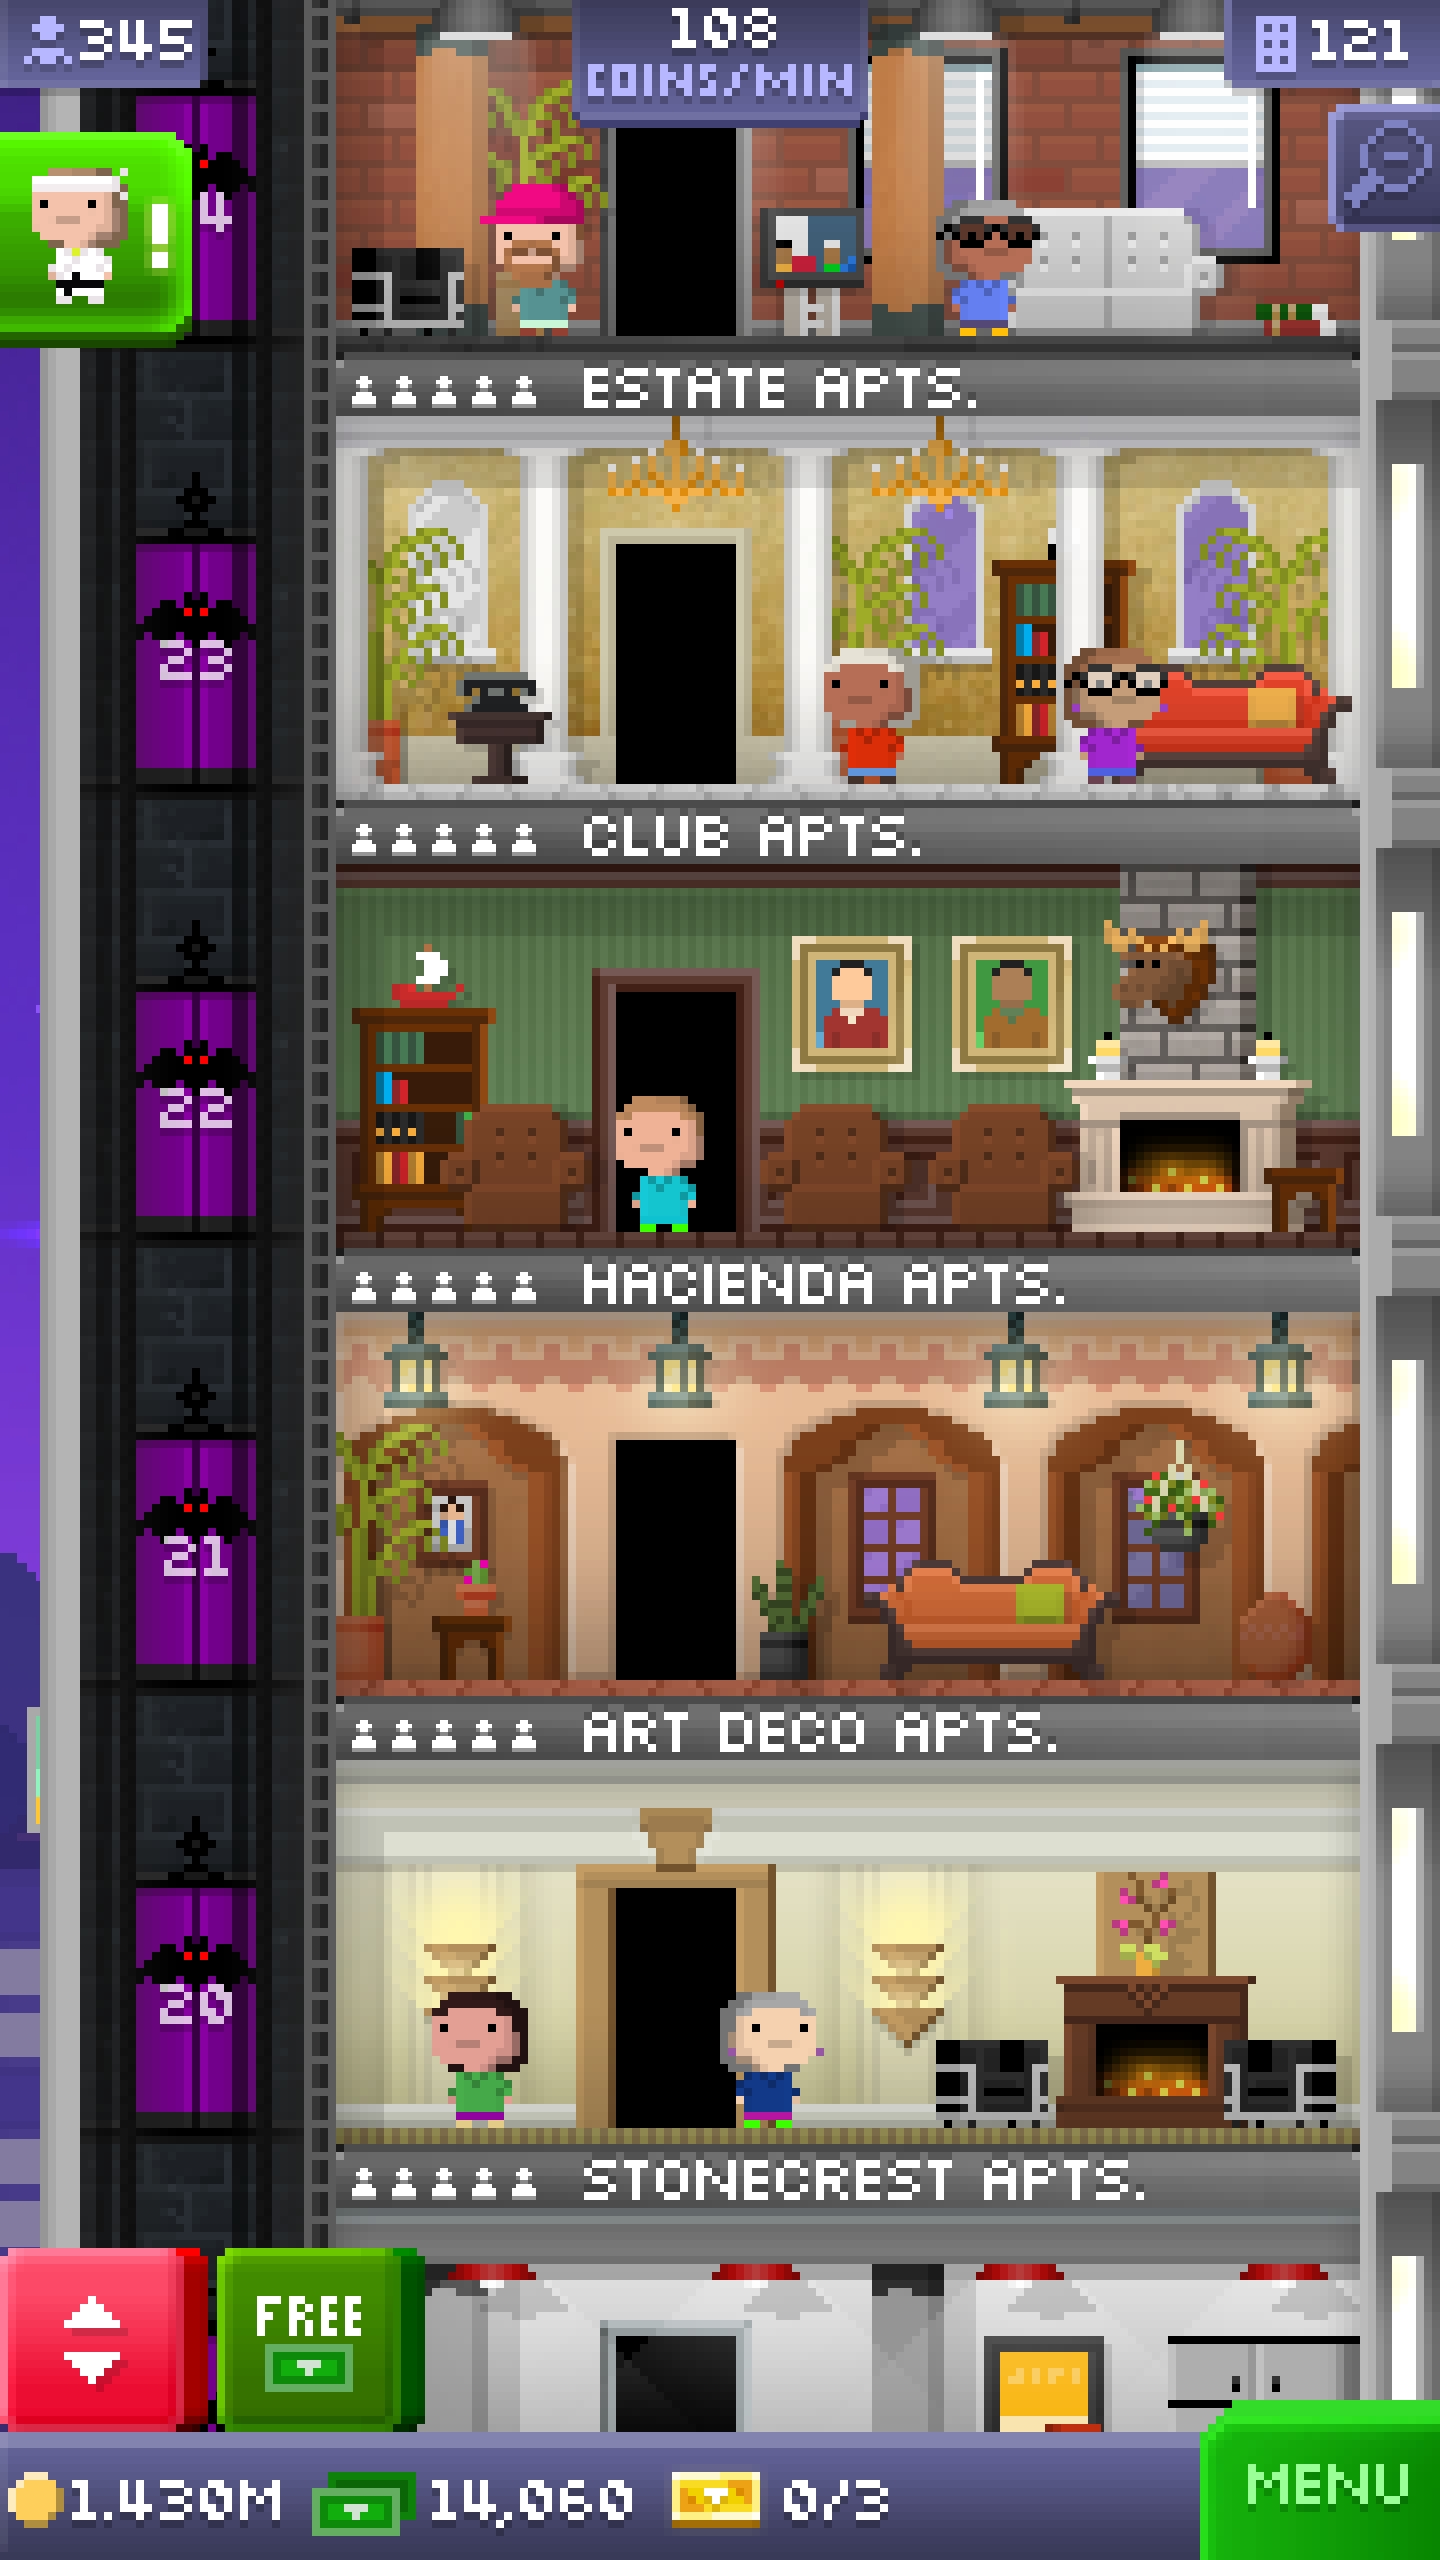 345
108
COINS/MIN
121
!
4
ESTATE APTS.
23
CLUB APTS.
22
HACIENDA APTS.
21
ART DECO APTS.
20
STONECREST APTS.
FREE
1.430M
14,060
0/3
MENU